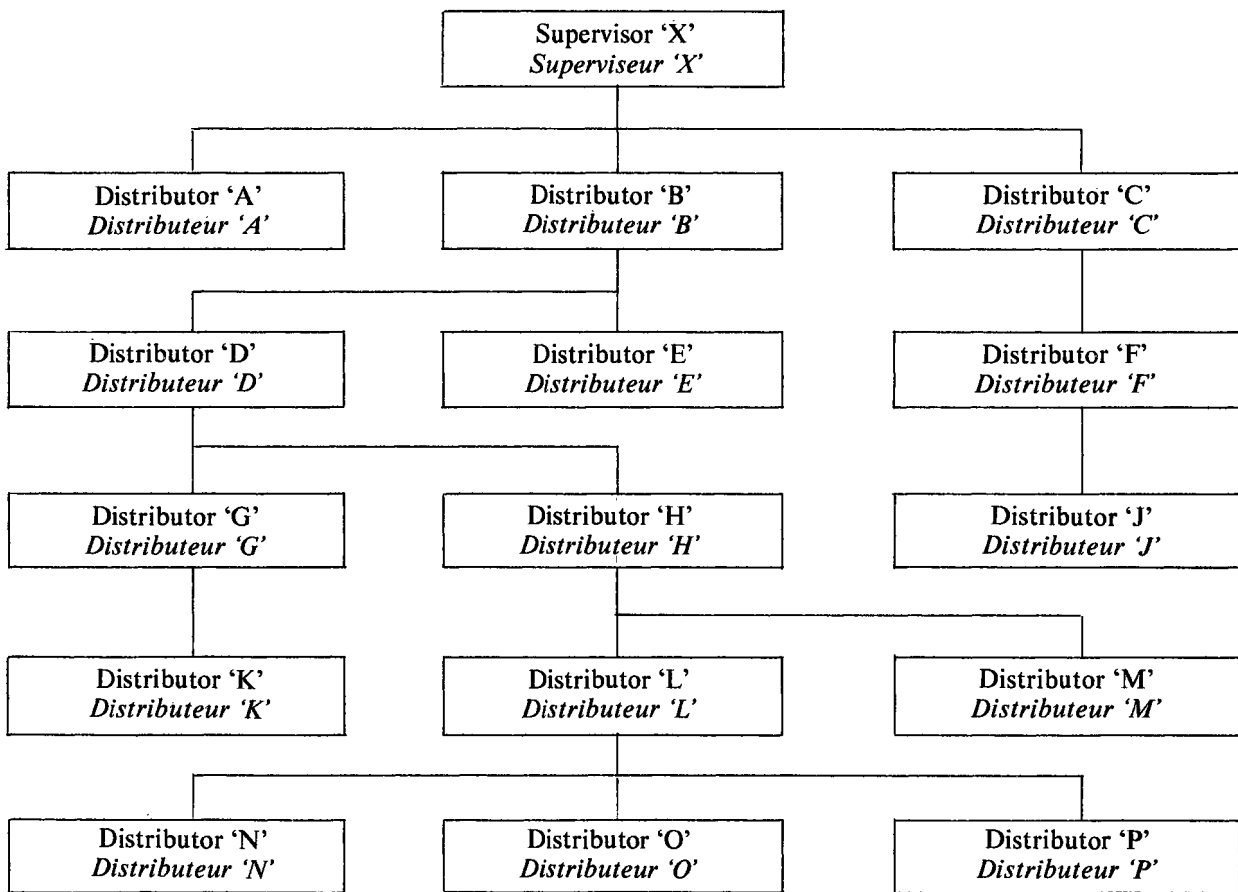 Supervisor ‘X’
Superviseur ‘X’
Distributor ‘A’
Distributeur ‘A’
Distributor ‘B’
Distributeur ‘B’
Distributor ‘C’
Distributeur ‘C’
Distributor ‘D’
Distributeur ‘D’
Distributor ‘E’
Distributeur ‘E’
Distributor ‘F’
Distributeur ‘F’
Distributor ‘G’
Distributeur ‘G’
Distributor ‘H’
Distributeur ‘H’
Distributor ‘J’
Distributeur ‘J’
Distributor ‘K’
Distributeur ‘K’
Distributor ‘L’
Distributeur ‘L’
Distributor ‘M’
Distributeur ‘M’
Distributor ‘N’
Distributeur ‘N’
Distributor ‘O’
Distributeur ‘O’
Distributor ‘P’
Distributeur ‘P’